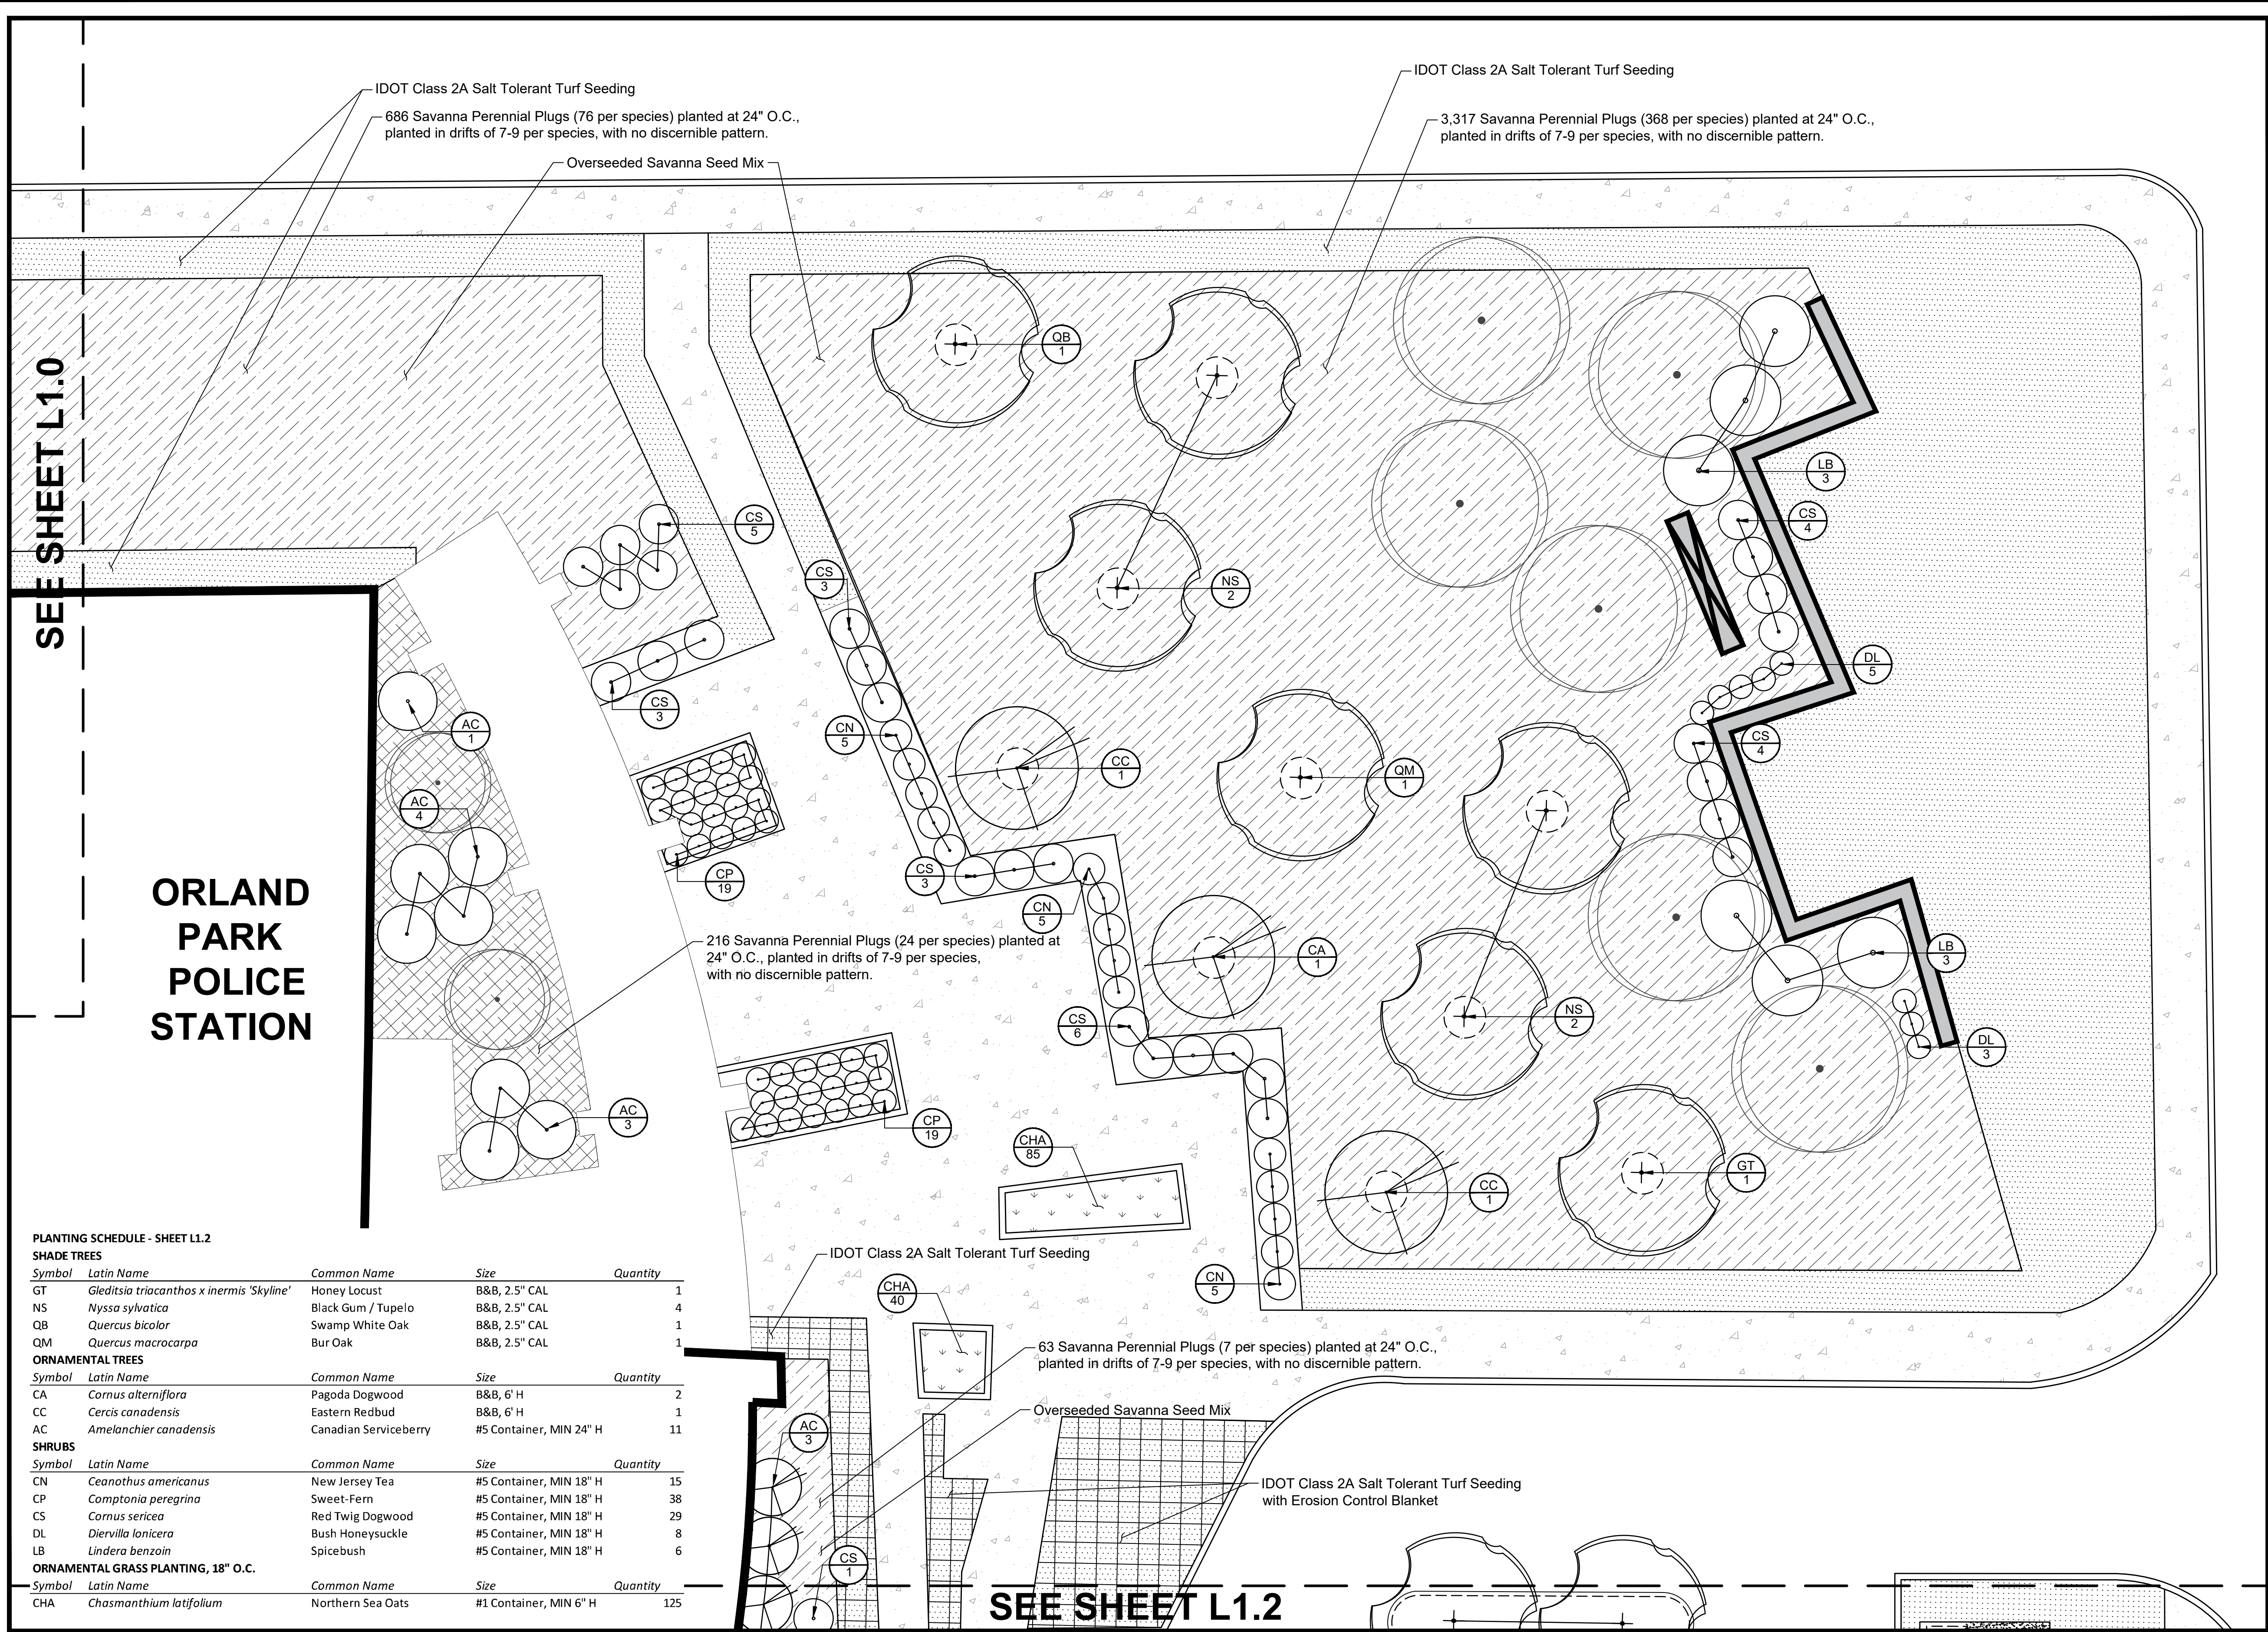 IDOT Class 2A Salt Tolerant Turf Seeding
686 Savanna Perennial Plugs (76 per species) planted at 24" O.C.,
planted in drifts of 7-9 per species, with no discernible pattern.
Overseeded Savanna Seed Mix
IDOT Class 2A Salt Tolerant Turf Seeding
3,317 Savanna Perennial Plugs (368 per species) planted at 24" O.C.,
planted in drifts of 7-9 per species, with no discernible pattern.
SEE SHEET L1.0
QB
1
LB
3
CS
4
CS
5
CS
3
NS
2
DL
5
CS
3
AC
1
CN
5
CS
4
CC
1
QM
1
AC
4
CP
19
CS
3
CN
5
ORLAND
PARK
POLICE
STATION
216 Savanna Perennial Plugs (24 per species) planted at
24" O.C., planted in drifts of 7-9 per species,
with no discernible pattern.
CA
1
LB
3
CS
6
NS
2
DL
3
AC
3
CP
19
CHA
85
GT
1
CC
1
IDOT Class 2A Salt Tolerant Turf Seeding
CHA
40
CN
5
63 Savanna Perennial Plugs (7 per species) planted at 24" O.C.,
planted in drifts of 7-9 per species, with no discernible pattern.
Overseeded Savanna Seed Mix
AC
3
IDOT Class 2A Salt Tolerant Turf Seeding
with Erosion Control Blanket
CS
1
SEE SHEET L1.2
PLANTING SCHEDULE - SHEET L1.2
SHADE TREES
Symbol Latin Name Common Name Size Quantity
GT Gleditsia triacanthos x inermis 'Skyline' Honey Locust B&B, 2.5" CAL 1
NS Nyssa sylvatica Black Gum / Tupelo B&B, 2.5" CAL 4
QB Quercus bicolor Swamp White Oak B&B, 2.5" CAL 1
QM Quercus macrocarpa Bur Oak B&B, 2.5" CAL 1
ORNAMENTAL TREES
Symbol Latin Name Common Name Size Quantity
CA Cornus alterniflora Pagoda Dogwood B&B, 6' H 2
CC Cercis canadensis Eastern Redbud B&B, 6' H 1
AC Amelanchier canadensis Canadian Serviceberry #5 Container, MIN 24" H 11
SHRUBS
Symbol Latin Name Common Name Size Quantity
CN Ceanothus americanus New Jersey Tea #5 Container, MIN 18" H 15
CP Comptonia peregrina Sweet-Fern #5 Container, MIN 18" H 38
CS Cornus sericea Red Twig Dogwood #5 Container, MIN 18" H 29
DL Diervilla lonicera Bush Honeysuckle #5 Container, MIN 18" H 8
LB Lindera benzoin Spicebush #5 Container, MIN 18" H 6
ORNAMENTAL GRASS PLANTING, 18" O.C.
Symbol Latin Name Common Name Size Quantity
CHA Chasmanthium latifolium Northern Sea Oats #1 Container, MIN 6" H 125